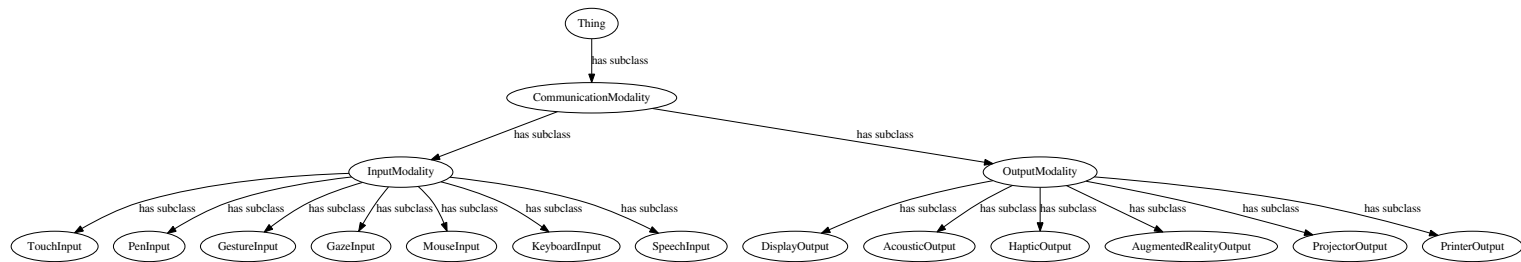 Thing
has subclass
CommunicationModality
has subclass has subclass
InputModality OutputModality
has subclass has subclass has subclass has subclass has subclass has subclass has subclass has subclass has subclass has subclass has subclass has subclass has subclass
TouchInput PenInput GestureInput GazeInput MouseInput KeyboardInput SpeechInput DisplayOutput AcousticOutput HapticOutput AugmentedRealityOutput ProjectorOutput PrinterOutput